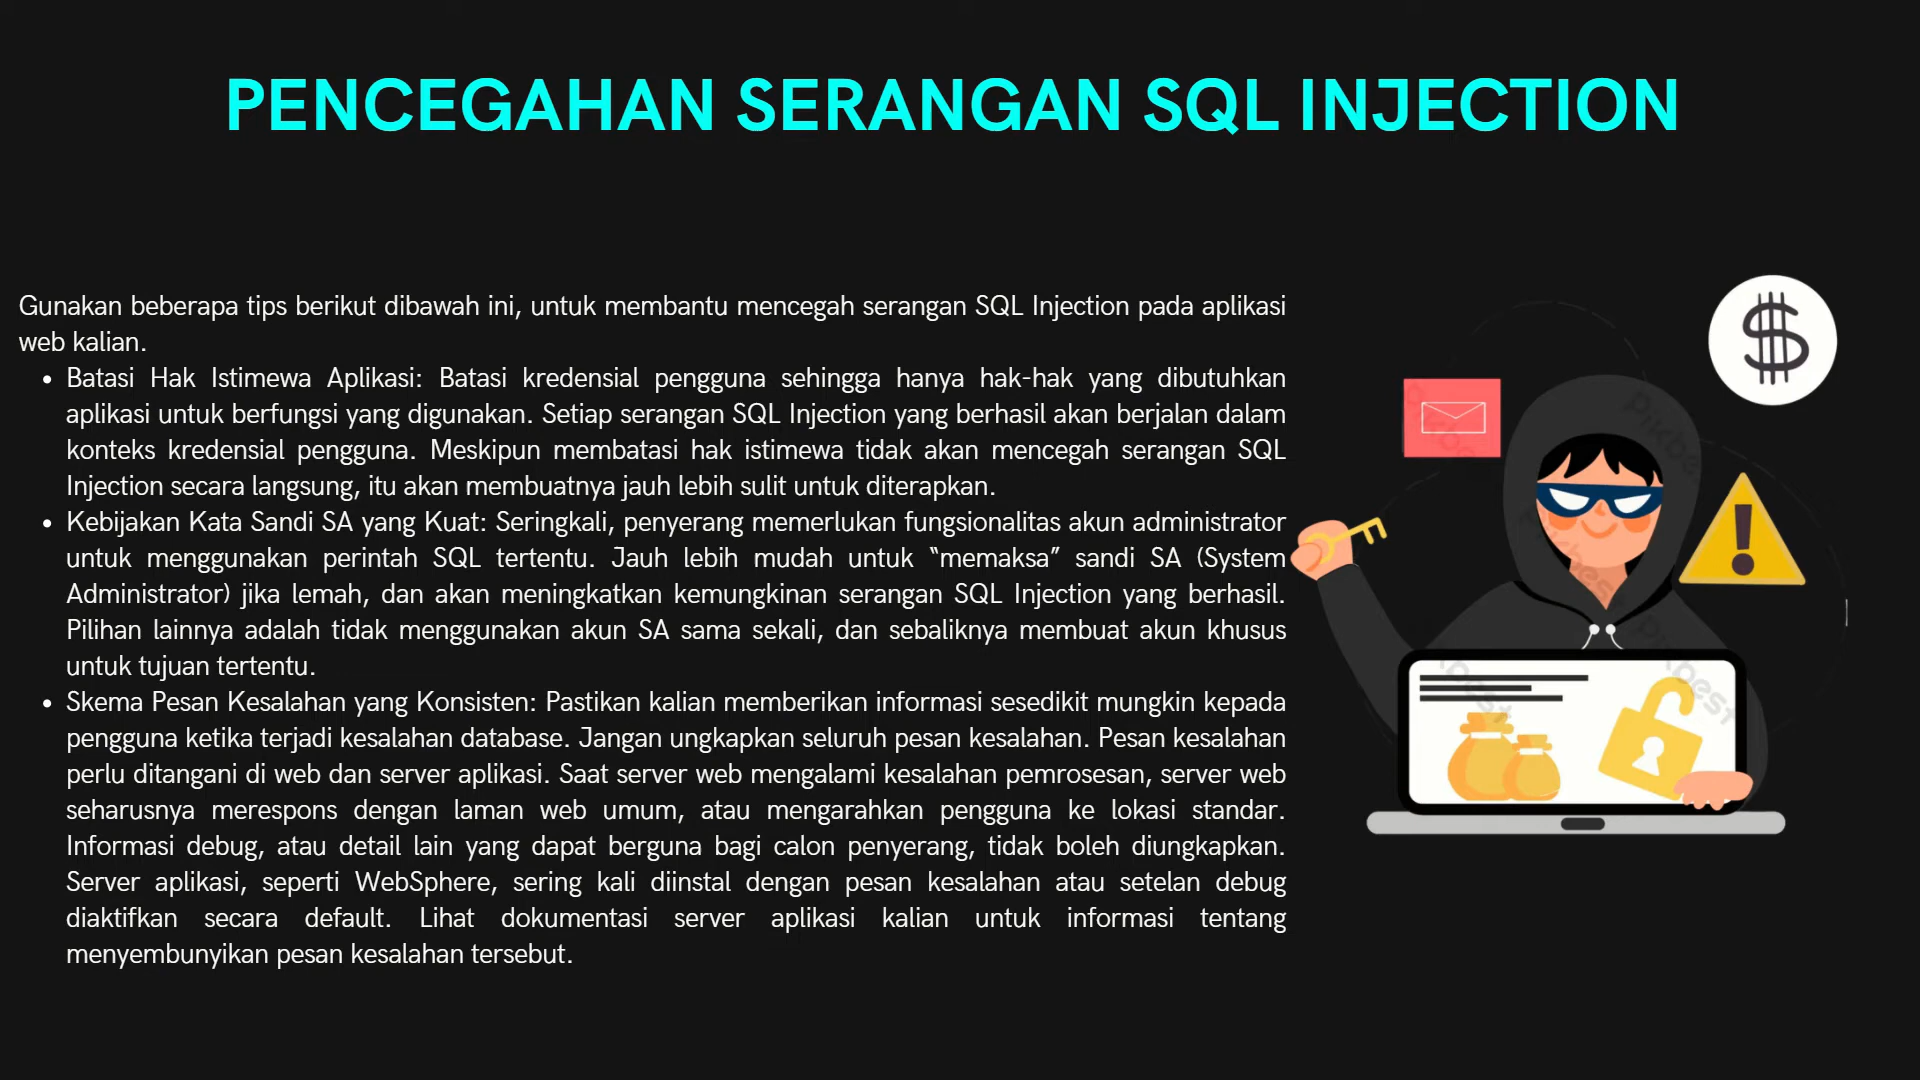 PENCEGAHAN SERANGAN SQL INJECTION
Gunakan beberapa tips berikut dibawah ini, untuk membantu mencegah serangan SQL Injection pada aplikasi
web kalian.
• Batasi Hak Istimewa Aplikasi: Batasi kredensial pengguna sehingga hanya hak-hak yang dibutuhkan
aplikasi untuk berfungsi yang digunakan. Setiap serangan SQL Injection yang berhasil akan berjalan dalam
konteks kredensial pengguna. Meskipun membatasi hak istimewa tidak akan mencegah serangan SQL
Injection secara langsung, itu akan membuatnya jauh lebih sulit untuk diterapkan.
• Kebijakan Kata Sandi SA yang Kuat: Seringkali, penyerang memerlukan fungsionalitas akun administrator
untuk menggunakan perintah SQL tertentu. Jauh lebih mudah untuk “memaksa” sandi SA (System
Administrator) jika lemah, dan akan meningkatkan kemungkinan serangan SQL Injection yang berhasil.
Pilihan lainnya adalah tidak menggunakan akun SA sama sekali, dan sebaliknya membuat akun khusus
untuk tujuan tertentu.
• Skema Pesan Kesalahan yang Konsisten: Pastikan kalian memberikan informasi sesedikit mungkin kepada
pengguna ketika terjadi kesalahan database. Jangan ungkapkan seluruh pesan kesalahan. Pesan kesalahan
perlu ditangani di web dan server aplikasi. Saat server web mengalami kesalahan pemrosesan, server web
seharusnya merespons dengan laman web umum, atau mengarahkan pengguna ke lokasi standar.
Informasi debug, atau detail lain yang dapat berguna bagi calon penyerang, tidak boleh diungkapkan.
Server aplikasi, seperti WebSphere, sering kali diinstal dengan pesan kesalahan atau setelan debug
diaktifkan secara default. Lihat dokumentasi server aplikasi kalian untuk informasi tentang
menyembunyikan pesan kesalahan tersebut.
$
!